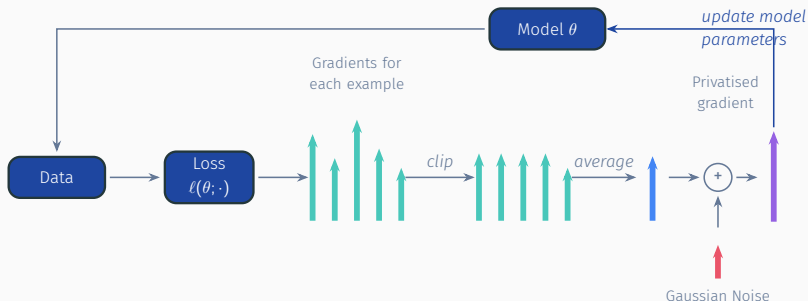 Model θ
update model
parameters
Gradients for
each example
Privatised
gradient
Data
Loss
ℓ(θ; ·)
clip
average
+
Gaussian Noise